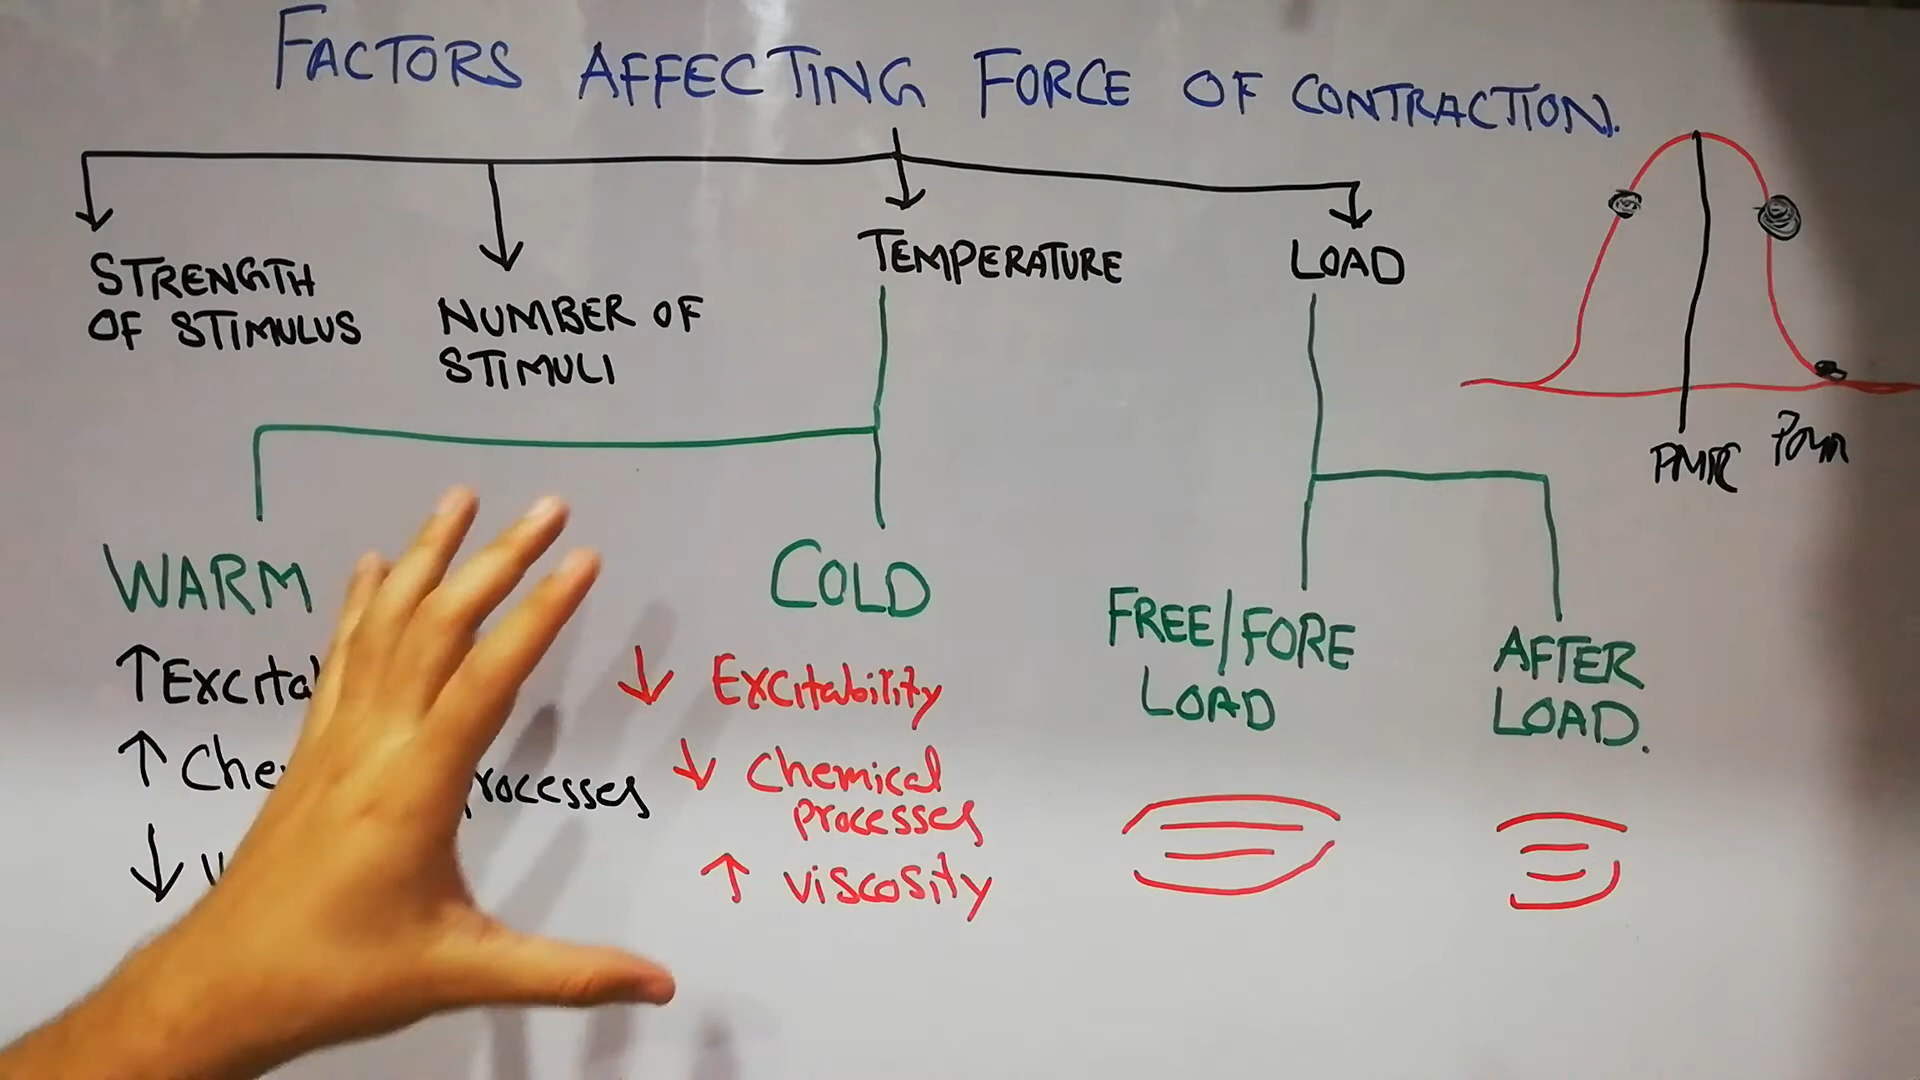 FACTORS AFFECTING FORCE OF CONTRACTION.
STRENGTH
OF STIMULUS
NUMBER OF
STIMULI
TEMPERATURE
LOAD
WARM
↑ Excita
↑ Che rocesses
↓
COLD
↓ Excitability
↓ Chemical
processes
↑ Viscosity
FREE/FORE
LOAD
AFTER
LOAD.